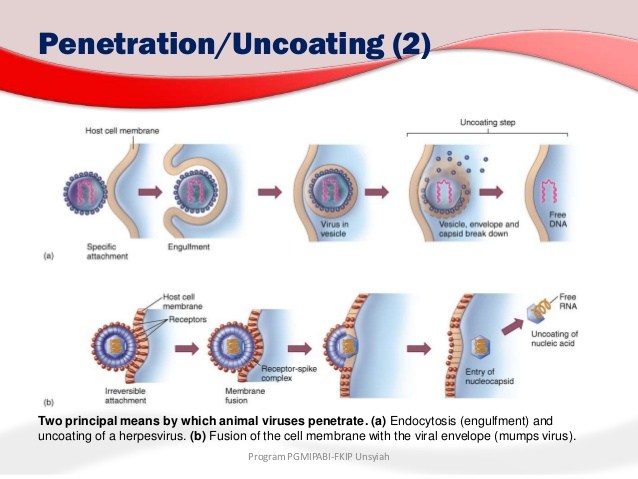 Penetration/Uncoating (2)
Uncoating step
Host cell membrane
Specific
attachment
Engulfment
Virus in
vesicle
Vesicle, envelope and
capsid break down
Free
DNA
(a)
Host cell
membrane
Receptors
Free
RNA
Uncoating of
nucleic acid
Receptor-spike
complex
Entry of
nucleocapsid
Irreversible
attachment
Membrane
fusion
(b)
Two principal means by which animal viruses penetrate. (a) Endocytosis (engulfment) and
uncoating of a herpesvirus. (b) Fusion of the cell membrane with the viral envelope (mumps virus).
Program PGMIPABI-FKIP Unsyiah